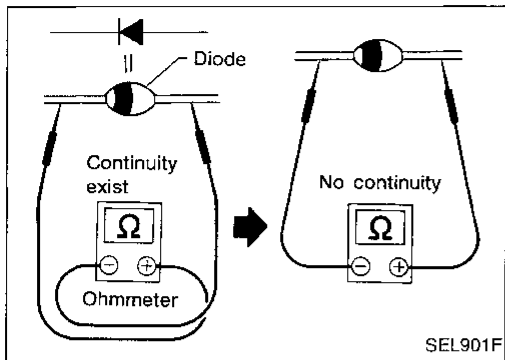 Diode
Continuity
exist
Ω
⊖ ⊕
Ohmmeter
No continuity
Ω
⊖ ⊕
SEL901F